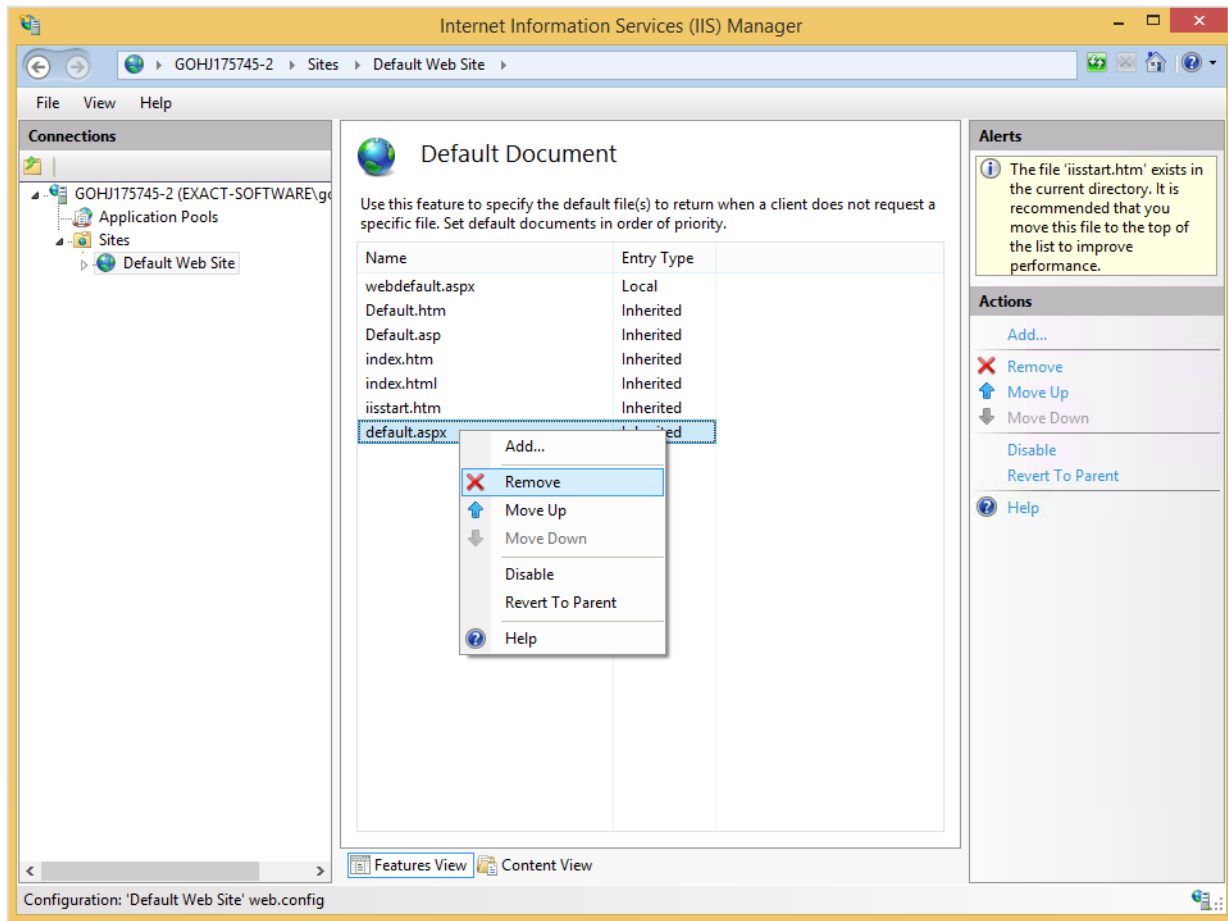 Internet Information Services (IIS) Manager
GOHJ175745-2 Sites Default Web Site
File View Help
Connections
GOHJ175745-2 (EXACT-SOFTWARE\go
Application Pools
Sites
Default Web Site
Default Document
Use this feature to specify the default file(s) to return when a client does not request a
specific file. Set default documents in order of priority.
Name Entry Type
webdefault.aspx Local
Default.htm Inherited
Default.asp Inherited
index.htm Inherited
index.html Inherited
iisstart.htm Inherited
default.aspx
Add...
Remove
Move Up
Move Down
Disable
Revert To Parent
Help
Features View Content View
Alerts
The file 'iisstart.htm' exists in
the current directory. It is
recommended that you
move this file to the top of
the list to improve
performance.
Actions
Add...
Remove
Move Up
Move Down
Disable
Revert To Parent
Help
Configuration: 'Default Web Site' web.config